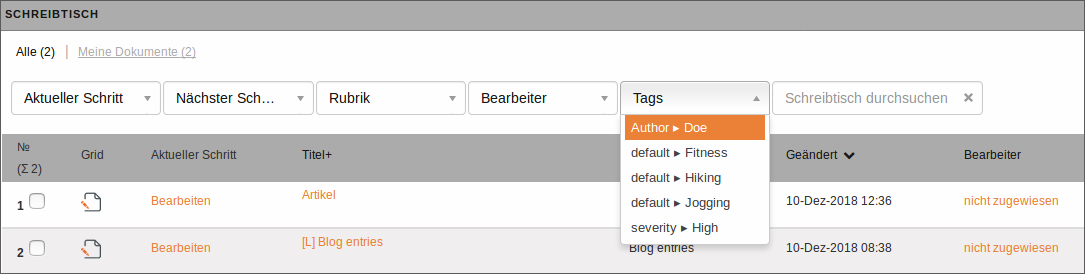 SCHREIBTISCH
Alle (2) | Meine Dokumente (2)
Aktueller Schritt Nächster Sch… Rubrik Bearbeiter Tags Schreibtisch durchsuchen ×
Author ▸ Doe
default ▸ Fitness
default ▸ Hiking
default ▸ Jogging
severity ▸ High
№ (Σ 2) Grid Aktueller Schritt Titel+ Geändert Bearbeiter
1 Bearbeiten Artikel 10-Dez-2018 12:36 nicht zugewiesen
2 Bearbeiten [L] Blog entries Blog entries 10-Dez-2018 08:38 nicht zugewiesen